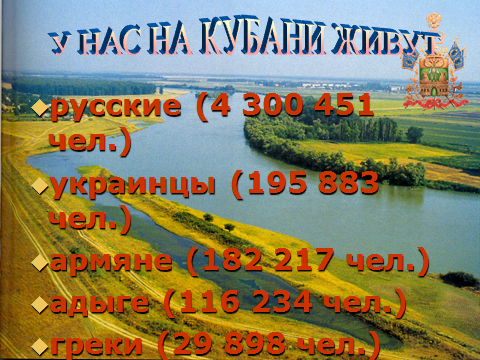 У НАС НА КУБАНИ ЖИВУТ
русские (4 300 451
чел.)
украинцы (195 883
чел.)
армяне (182 217 чел.)
адыге (116 234 чел.)
греки (29 898 чел.)